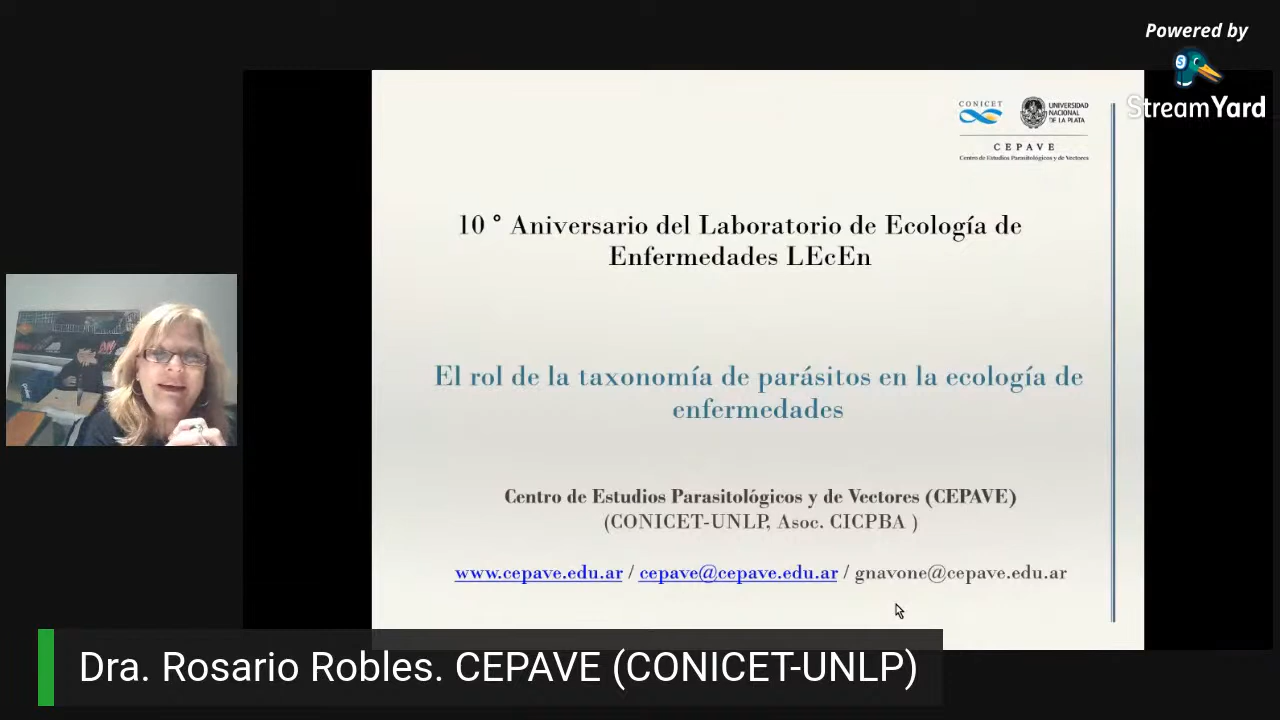 Powered by
StreamYard
CONICET
UNIVERSIDAD
NACIONAL
DE LA PLATA
CEPAVE
Centro de Estudios Parasitológicos y de Vectores
10 ° Aniversario del Laboratorio de Ecología de
Enfermedades LEcEn
El rol de la taxonomía de parásitos en la ecología de
enfermedades
Centro de Estudios Parasitológicos y de Vectores (CEPAVE)
(CONICET-UNLP, Asoc. CICPBA )
www.cepave.edu.ar / cepave@cepave.edu.ar / gnavone@cepave.edu.ar
Dra. Rosario Robles. CEPAVE (CONICET-UNLP)